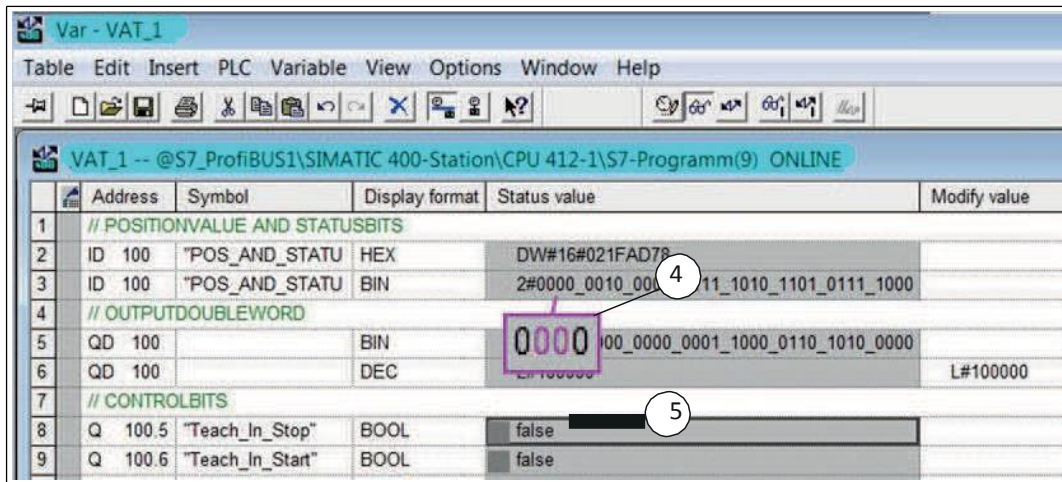 Var - VAT_1
Table Edit Insert PLC Variable View Options Window Help
VAT_1 -- @S7_ProfiBUS1\SIMATIC 400-Station\CPU 412-1\S7-Programm(9) ONLINE
Address Symbol Display format Status value Modify value
1 // POSITIONVALUE AND STATUSBITS
2 ID 100 "POS_AND_STATU HEX DW#16#021FAD78
3 ID 100 "POS_AND_STATU BIN 2#0000_0010_000 11_1010_1101_0111_1000
4
4 // OUTPUTDOUBLEWORD
0000
5 QD 100 BIN 00_0000_0001_1000_0110_1010_0000
6 QD 100 DEC L#100000
7 // CONTROLBITS
5
8 Q 100.5 "Teach_In_Stop" BOOL false
9 Q 100.6 "Teach_In_Start" BOOL false